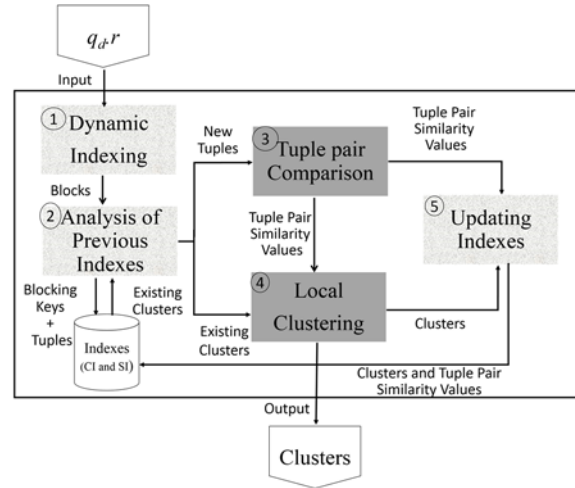 q_d.r
Input
1
Dynamic
Indexing
Blocks
2
Analysis of
Previous
Indexes
Blocking
Keys
+
Tuples
Existing
Clusters
Indexes
(CI and SI)
New
Tuples
3
Tuple pair
Comparison
Tuple Pair
Similarity
Values
4
Local
Clustering
Existing
Clusters
Tuple Pair
Similarity
Values
5
Updating
Indexes
Clusters
Clusters and Tuple Pair
Similarity Values
Output
Clusters